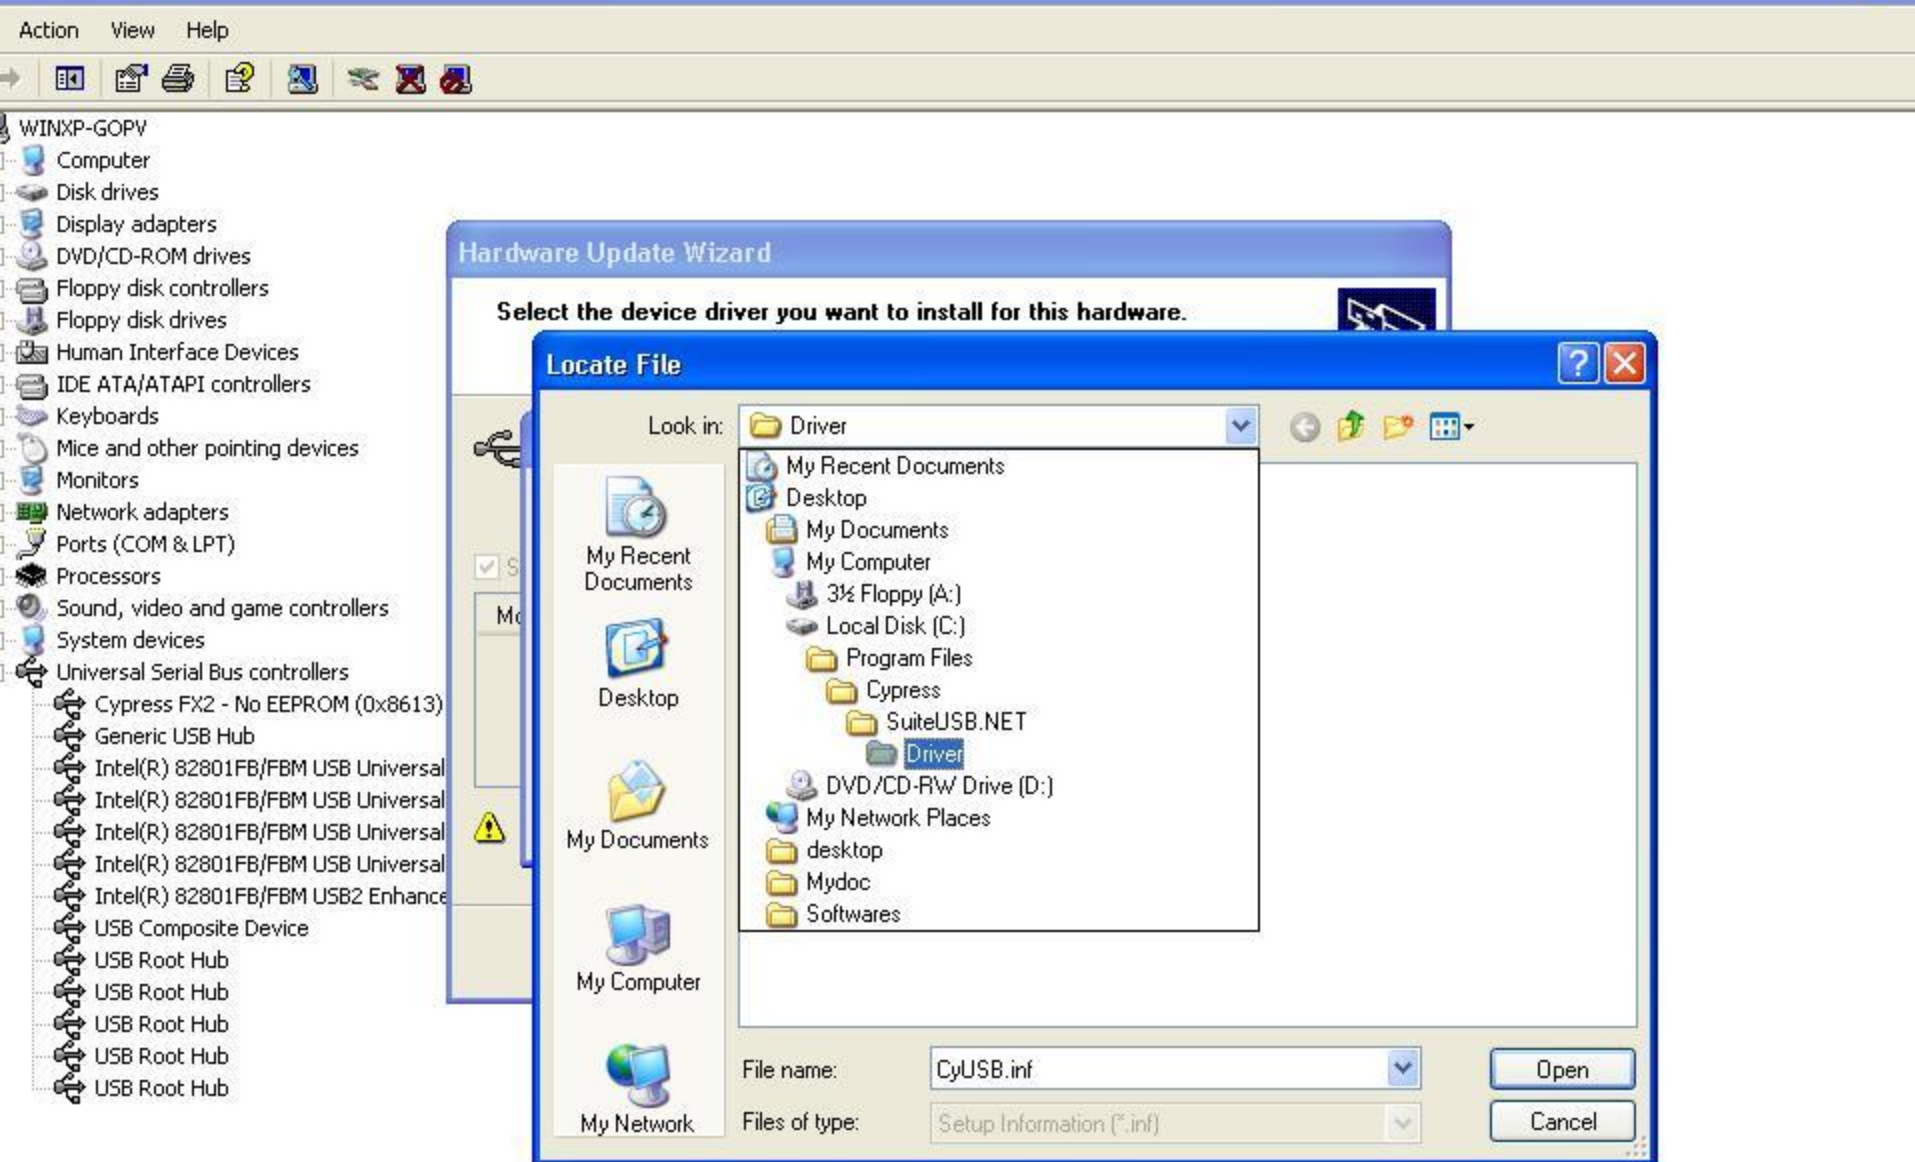 Action View Help
WINXP-GOPV
Computer
Disk drives
Display adapters
DVD/CD-ROM drives
Floppy disk controllers
Floppy disk drives
Human Interface Devices
IDE ATA/ATAPI controllers
Keyboards
Mice and other pointing devices
Monitors
Network adapters
Ports (COM & LPT)
Processors
Sound, video and game controllers
System devices
Universal Serial Bus controllers
Cypress FX2 - No EEPROM (0x8613)
Generic USB Hub
Intel(R) 82801FB/FBM USB Universal
Intel(R) 82801FB/FBM USB Universal
Intel(R) 82801FB/FBM USB Universal
Intel(R) 82801FB/FBM USB Universal
Intel(R) 82801FB/FBM USB2 Enhance
USB Composite Device
USB Root Hub
USB Root Hub
USB Root Hub
USB Root Hub
USB Root Hub
Hardware Update Wizard
Select the device driver you want to install for this hardware.
S
Mo
Locate File
Look in: Driver
My Recent Documents
Desktop
My Documents
My Computer
3½ Floppy (A:)
Local Disk (C:)
Program Files
Cypress
SuiteUSB.NET
Driver
DVD/CD-RW Drive (D:)
My Network Places
desktop
Mydoc
Softwares
My Recent
Documents
Desktop
My Documents
My Computer
My Network
File name: CyUSB.inf
Open
Files of type: Setup Information (*.inf)
Cancel